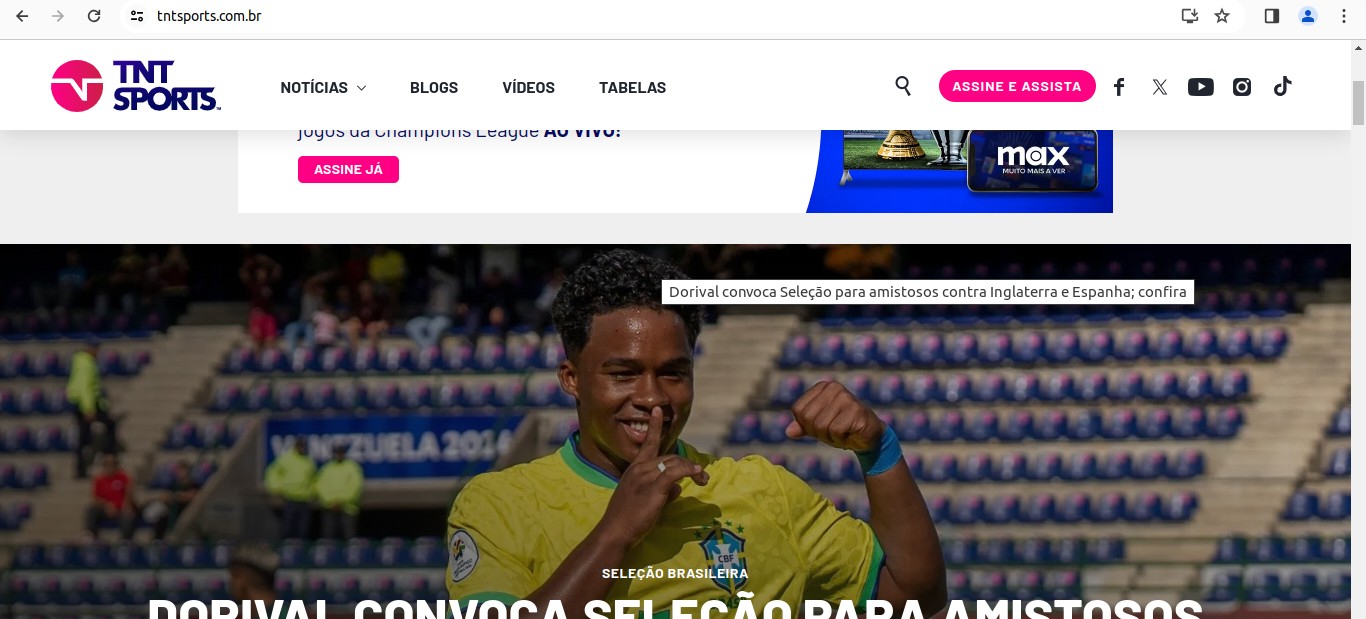 tntsports.com.br
TNT SPORTS™
NOTÍCIAS
BLOGS
VÍDEOS
TABELAS
ASSINE E ASSISTA
jogos da Champions League AO VIVO!
ASSINE JÁ
max
MUITO MAIS A VER
Dorival convoca Seleção para amistosos contra Inglaterra e Espanha; confira
VENEZUELA 2024
CBF
SELEÇÃO BRASILEIRA
DORIVAL CONVOCA SELEÇÃO PARA AMISTOSOS